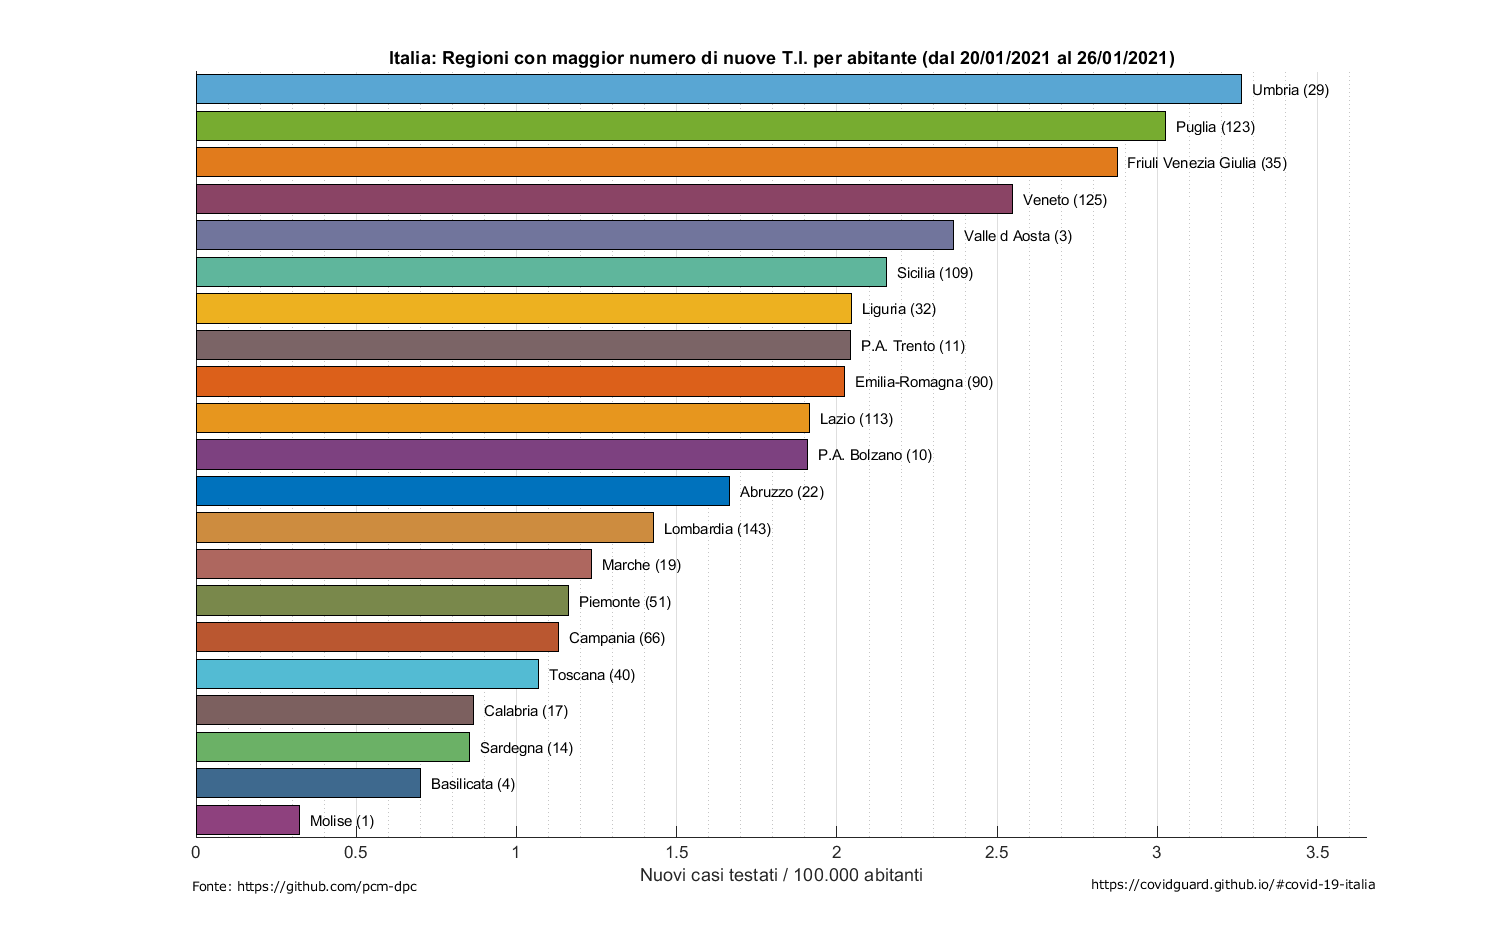 Italia: Regioni con maggior numero di nuove T.I. per abitante (dal 20/01/2021 al 26/01/2021)
Umbria (29)
Puglia (123)
Friuli Venezia Giulia (35)
Veneto (125)
Valle d Aosta (3)
Sicilia (109)
Liguria (32)
P.A. Trento (11)
Emilia-Romagna (90)
Lazio (113)
P.A. Bolzano (10)
Abruzzo (22)
Lombardia (143)
Marche (19)
Piemonte (51)
Campania (66)
Toscana (40)
Calabria (17)
Sardegna (14)
Basilicata (4)
Molise (1)
0 0.5 1 1.5 2 2.5 3 3.5
Nuovi casi testati / 100.000 abitanti
Fonte: https://github.com/pcm-dpc
https://covidguard.github.io/#covid-19-italia